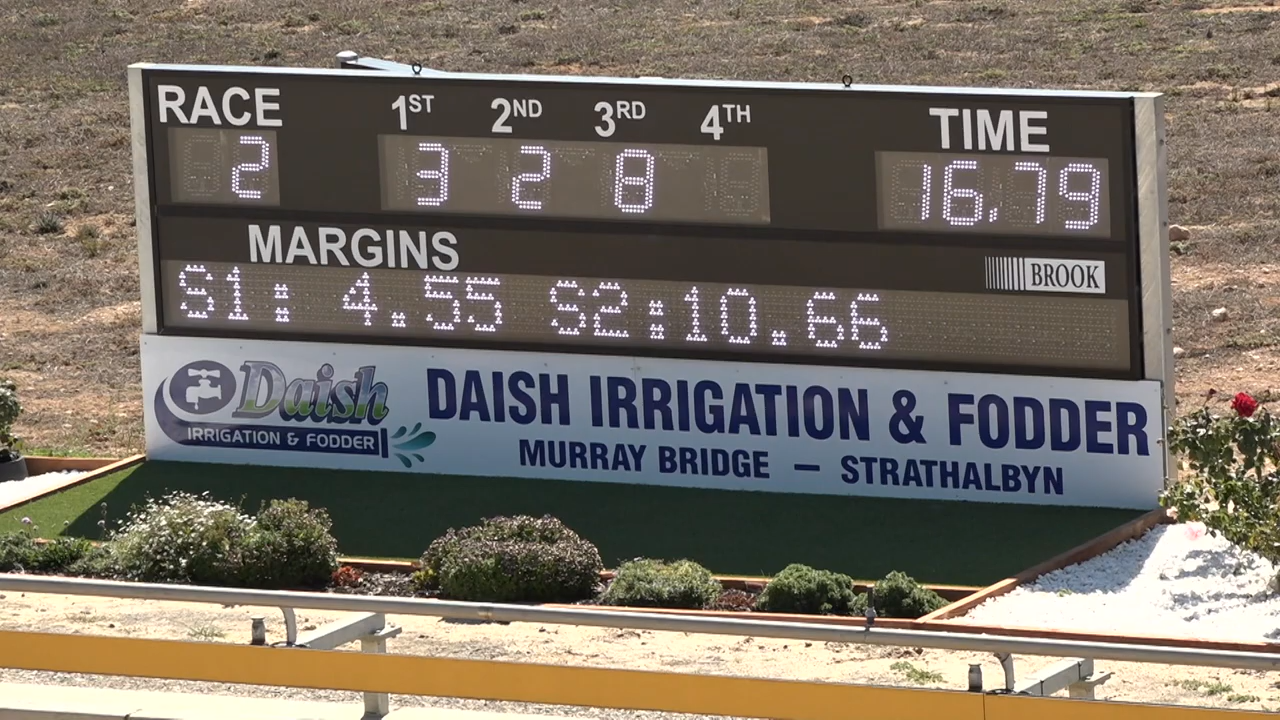 RACE 1ST 2ND 3RD 4TH TIME
2 3 2 8 16.79
MARGINS
BROOK
S1: 4.55 S2:10.66
Daish
IRRIGATION & FODDER
DAISH IRRIGATION & FODDER
MURRAY BRIDGE — STRATHALBYN